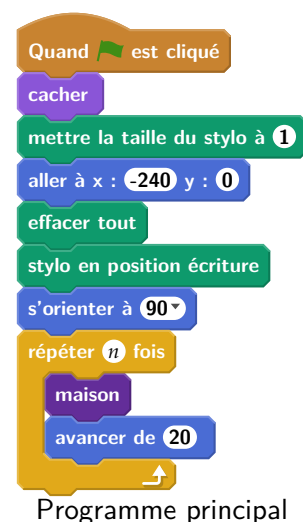 Quand est cliqué
cacher
mettre la taille du stylo à 1
aller à x : -240 y : 0
effacer tout
stylo en position écriture
s'orienter à 90
répéter n fois
maison
avancer de 20
Programme principal